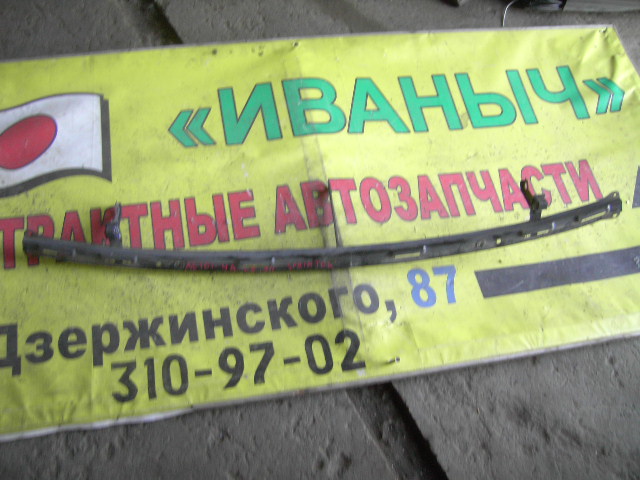 «ИВАНЫЧ»
ТРАКТНЫЕ АВТОЗАПЧАСТИ
Дзержинского, 87
310-97-02